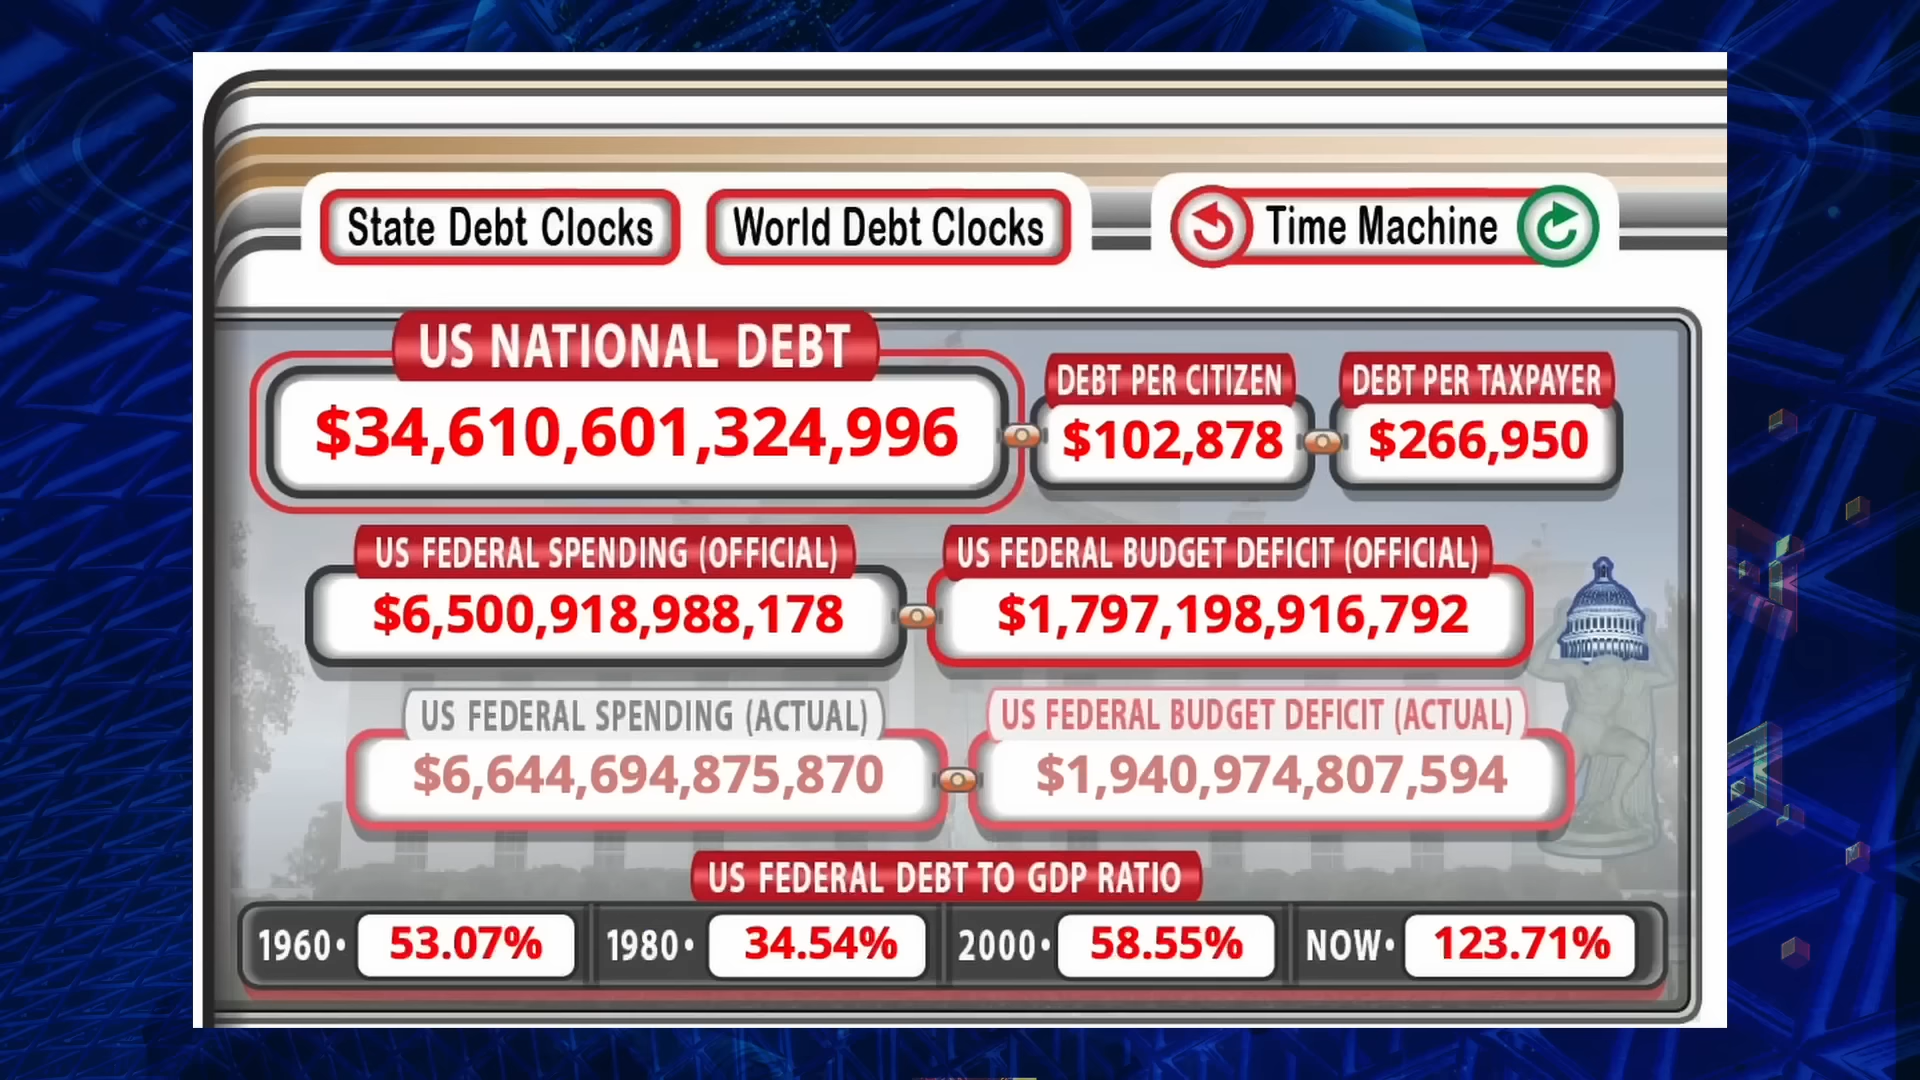 State Debt Clocks World Debt Clocks Time Machine
US NATIONAL DEBT
$34,610,601,324,996
DEBT PER CITIZEN
$102,878
DEBT PER TAXPAYER
$266,950
US FEDERAL SPENDING (OFFICIAL)
$6,500,918,988,178
US FEDERAL BUDGET DEFICIT (OFFICIAL)
$1,797,198,916,792
US FEDERAL SPENDING (ACTUAL)
$6,644,694,875,870
US FEDERAL BUDGET DEFICIT (ACTUAL)
$1,940,974,807,594
US FEDERAL DEBT TO GDP RATIO
1960• 53.07% 1980• 34.54% 2000• 58.55% NOW• 123.71%